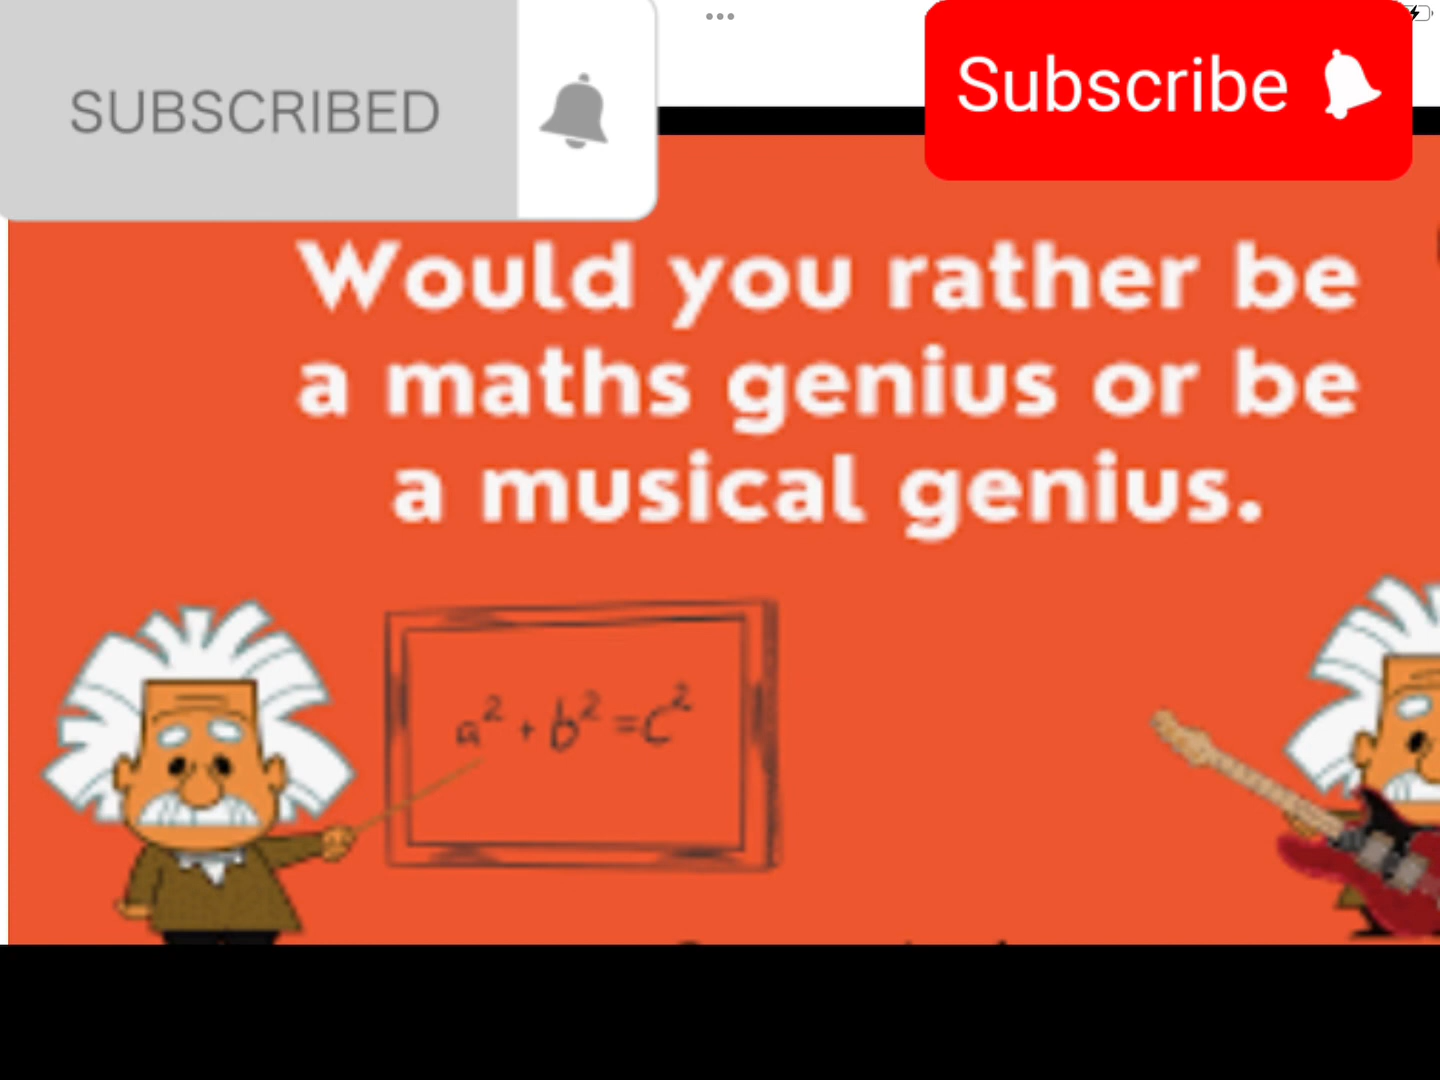 SUBSCRIBED
Subscribe
Would you rather be
a maths genius or be
a musical genius.
a² + b² = c²